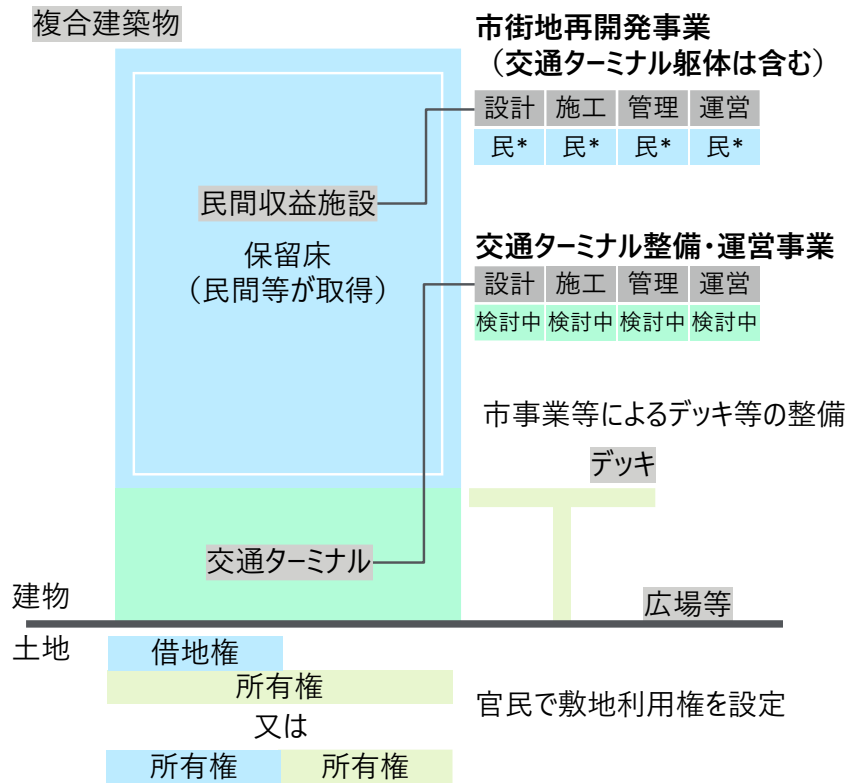 複合建築物
市街地再開発事業
（交通ターミナル躯体は含む）
設計 施工 管理 運営
民* 民* 民* 民*
民間収益施設
保留床
（民間等が取得）
交通ターミナル整備・運営事業
設計 施工 管理 運営
検討中 検討中 検討中 検討中
市事業等によるデッキ等の整備
デッキ
交通ターミナル
建物
広場等
土地
借地権
所有権
官民で敷地利用権を設定
又は
所有権 所有権